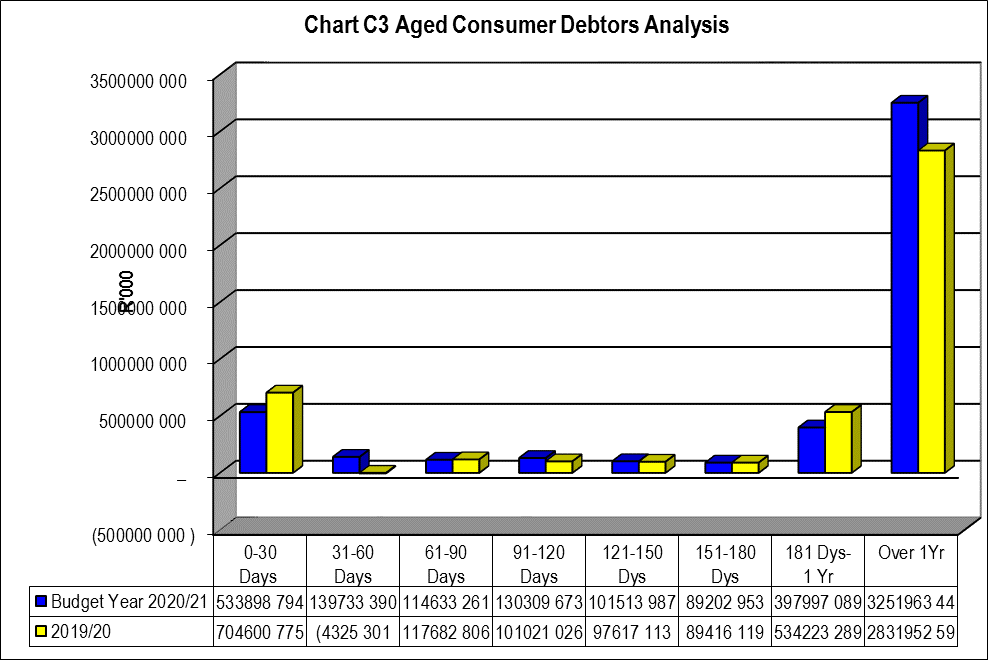 Chart C3 Aged Consumer Debtors Analysis
3500000 000
3000000 000
2500000 000
2000000 000
1500000 000
1000000 000
500000 000
–
(500000 000 )
R'000
0-30 Days
31-60 Days
61-90 Days
91-120 Days
121-150 Dys
151-180 Dys
181 Dys- 1 Yr
Over 1Yr
Budget Year 2020/21 533898 794 139733 390 114633 261 130309 673 101513 987 89202 953 397997 089 3251963 44
2019/20 704600 775 (4325 301 117682 806 101021 026 97617 113 89416 119 534223 289 2831952 59